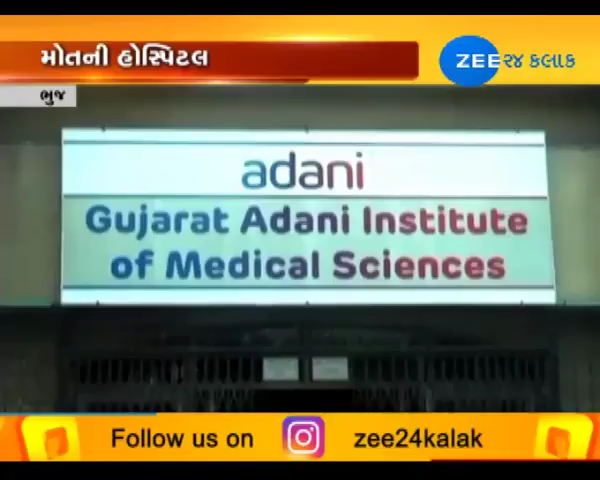 મોતની હોસ્પિટલ
ZEE ૨૪ કલાક
ભુજ
adani
Gujarat Adani Institute
of Medical Sciences
Follow us on zee24kalak